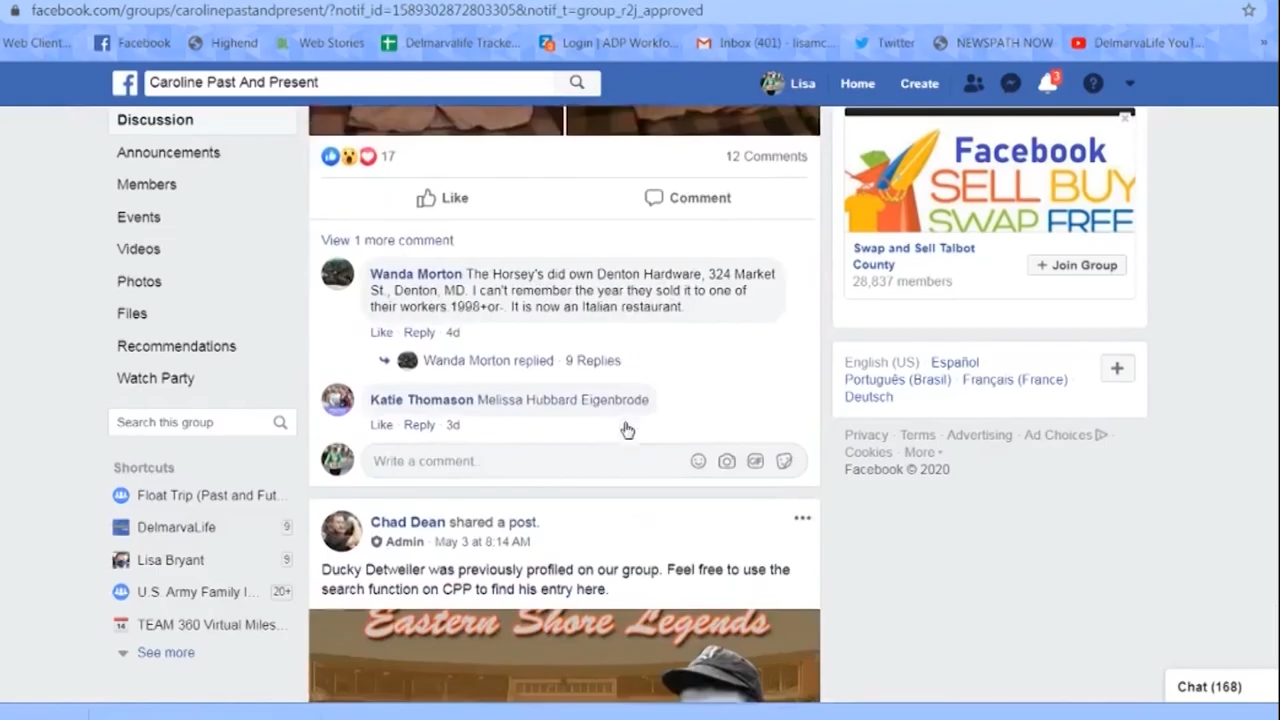 facebook.com/groups/carolinepastandpresent/?notif_id=1589302872803305&notif_t=group_r2j_approved
Web Client... Facebook Highend Web Stories Delmarvalife Tracke... Login | ADP Workfo... Inbox (401) - lisamc... Twitter NEWSPATH NOW DelmarvaLife YouT... »
Caroline Past And Present
Lisa Home Create 3
Discussion
Announcements
Members
Events
Videos
Photos
Files
Recommendations
Watch Party
Search this group
Shortcuts
Float Trip (Past and Fut...
DelmarvaLife 9
Lisa Bryant 9
U.S. Army Family I... 20+
14 TEAM 360 Virtual Miles...
See more
17 12 Comments
Like Comment
View 1 more comment
Wanda Morton The Horsey's did own Denton Hardware, 324 Market
St., Denton, MD. I can't remember the year they sold it to one of
their workers 1998+or-. It is now an Italian restaurant.
Like · Reply · 4d
Wanda Morton replied · 9 Replies
Katie Thomason Melissa Hubbard Eigenbrode
Like · Reply · 3d
Write a comment...
GIF
Chad Dean shared a post.
Admin · May 3 at 8:14 AM
Ducky Detweiler was previously profiled on our group. Feel free to use the
search function on CPP to find his entry here.
Eastern Shore Legends
Facebook
SELL BUY
SWAP FREE
Swap and Sell Talbot
County
28,837 members
+ Join Group
English (US) · Español ·
Português (Brasil) · Français (France) ·
Deutsch
+
Privacy · Terms · Advertising · Ad Choices ·
Cookies · More
Facebook © 2020
Chat (168)